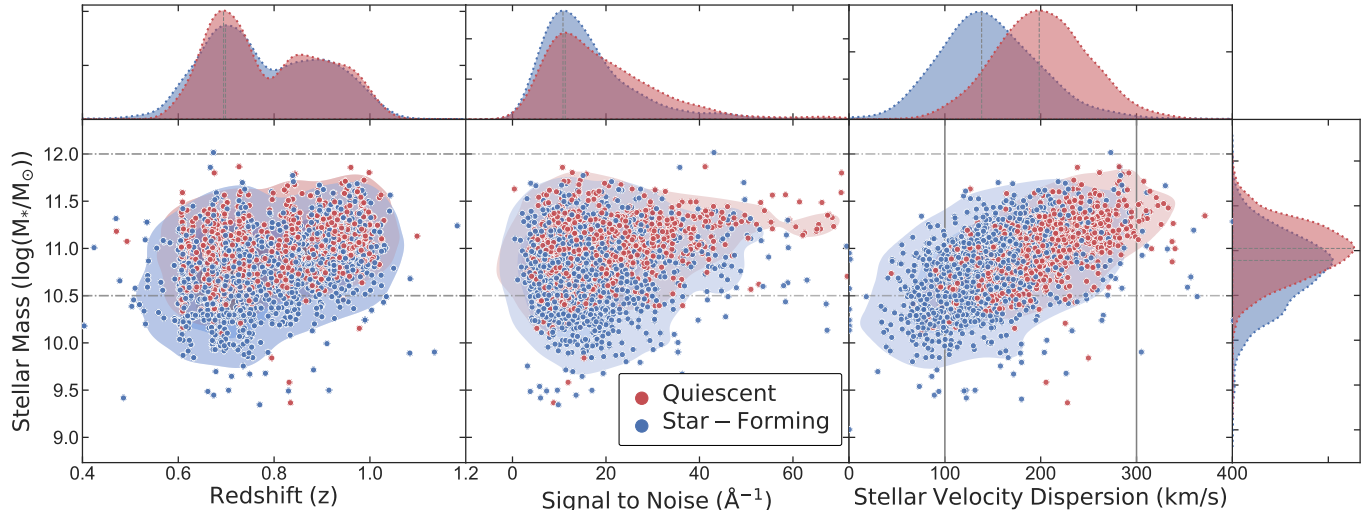 Stellar Mass (log(M*/M⊙))
12.0
11.5
11.0
10.5
10.0
9.5
9.0
0.4 0.6 0.8 1.0 1.2
Redshift (z)
0 20 40 60
Signal to Noise (Å⁻¹)
Quiescent
Star – Forming
0 100 200 300 400
Stellar Velocity Dispersion (km/s)